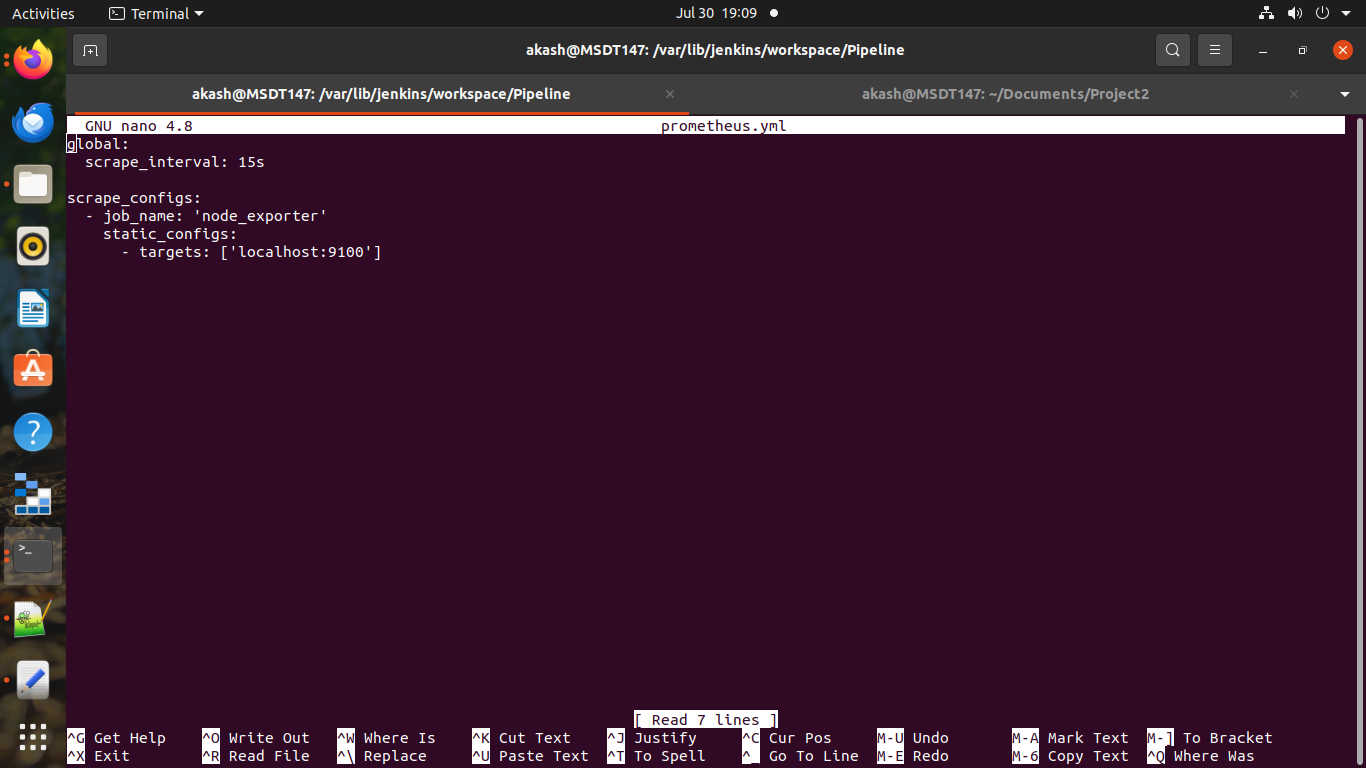 Activities
Terminal
Jul 30 19:09
akash@MSDT147: /var/lib/jenkins/workspace/Pipeline
akash@MSDT147: /var/lib/jenkins/workspace/Pipeline
akash@MSDT147: ~/Documents/Project2
GNU nano 4.8 prometheus.yml
global:
  scrape_interval: 15s

scrape_configs:
  - job_name: 'node_exporter'
    static_configs:
      - targets: ['localhost:9100']
[ Read 7 lines ]
^G Get Help ^O Write Out ^W Where Is ^K Cut Text ^J Justify ^C Cur Pos M-U Undo M-A Mark Text M-] To Bracket
^X Exit ^R Read File ^\ Replace ^U Paste Text ^T To Spell ^_ Go To Line M-E Redo M-6 Copy Text ^Q Where Was